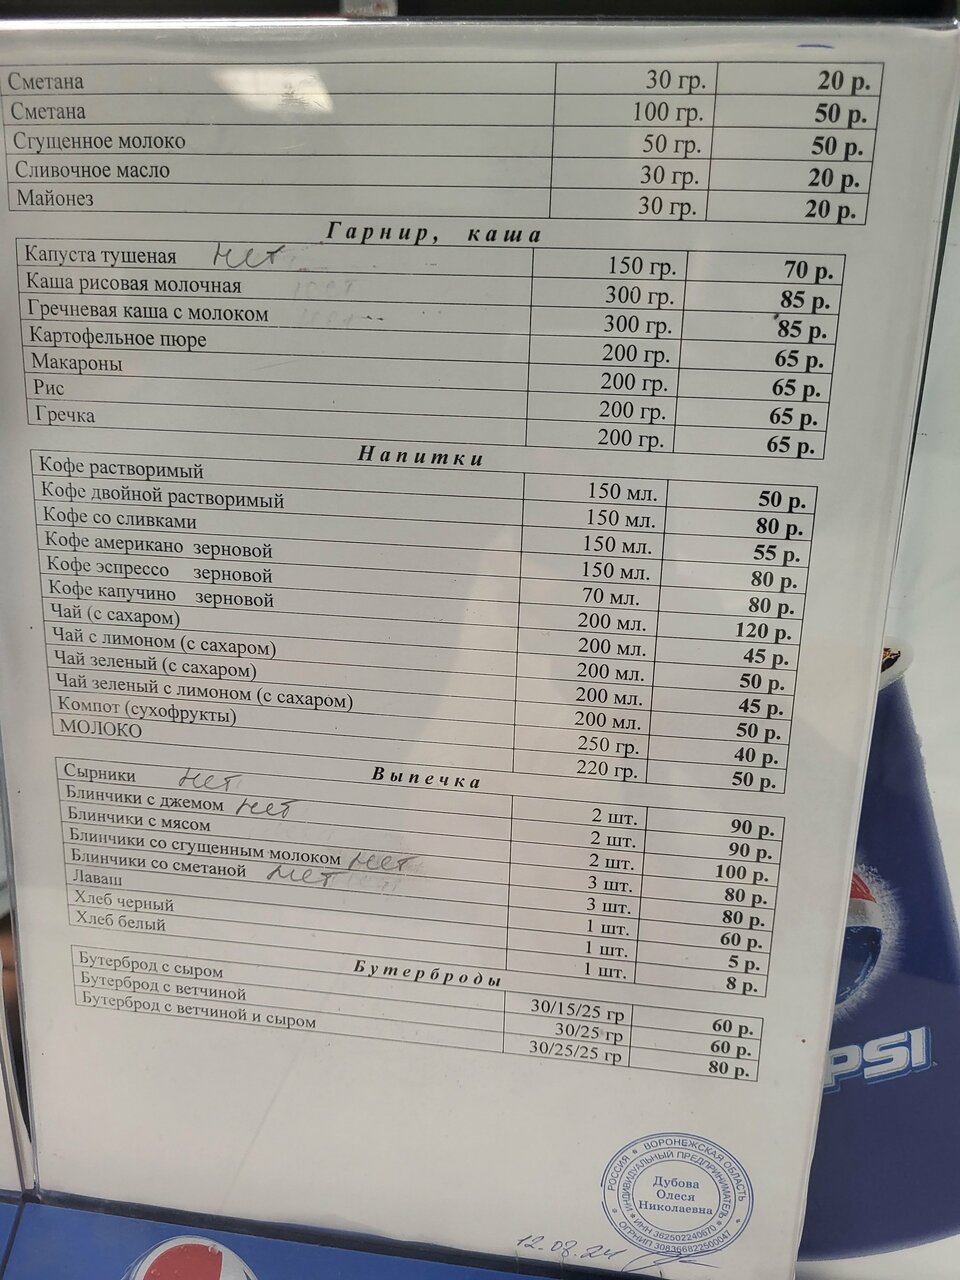 Сметана 30 гр. 20 р.
Сметана 100 гр. 50 р.
Сгущенное молоко 50 гр. 50 р.
Сливочное масло 30 гр. 20 р.
Майонез 30 гр. 20 р.
Гарнир, каша
Капуста тушеная нет 150 гр. 70 р.
Каша рисовая молочная 300 гр. 85 р.
Гречневая каша с молоком 300 гр. 85 р.
Картофельное пюре 200 гр. 65 р.
Макароны 200 гр. 65 р.
Рис 200 гр. 65 р.
Гречка 200 гр. 65 р.
Напитки
Кофе растворимый 150 мл. 50 р.
Кофе двойной растворимый 150 мл. 80 р.
Кофе со сливками 150 мл. 55 р.
Кофе американо зерновой 150 мл. 80 р.
Кофе эспрессо зерновой 70 мл. 80 р.
Кофе капучино зерновой 200 мл. 120 р.
Чай (с сахаром) 200 мл. 45 р.
Чай с лимоном (с сахаром) 200 мл. 50 р.
Чай зеленый (с сахаром) 200 мл. 45 р.
Чай зеленый с лимоном (с сахаром) 200 мл. 50 р.
Компот (сухофрукты) 250 гр. 40 р.
МОЛОКО 220 гр. 50 р.
Выпечка
Сырники нет 2 шт. 90 р.
Блинчики с джемом нет 2 шт. 90 р.
Блинчики с мясом 2 шт. 100 р.
Блинчики со сгущенным молоком нет 3 шт. 80 р.
Блинчики со сметаной нет 3 шт. 80 р.
Лаваш 1 шт. 60 р.
Хлеб черный 1 шт. 5 р.
Хлеб белый 1 шт. 8 р.
Бутерброды
Бутерброд с сыром 30/15/25 гр 60 р.
Бутерброд с ветчиной 30/25 гр 60 р.
Бутерброд с ветчиной и сыром 30/25/25 гр 80 р.
PSI
РОССИЯ * ВОРОНЕЖСКАЯ ОБЛАСТЬ
ИНДИВИДУАЛЬНЫЙ ПРЕДПРИНИМАТЕЛЬ
Дубова
Олеся
Николаевна
ИНН 362502240670
ОГРНИП 308366822500047
12.08.24